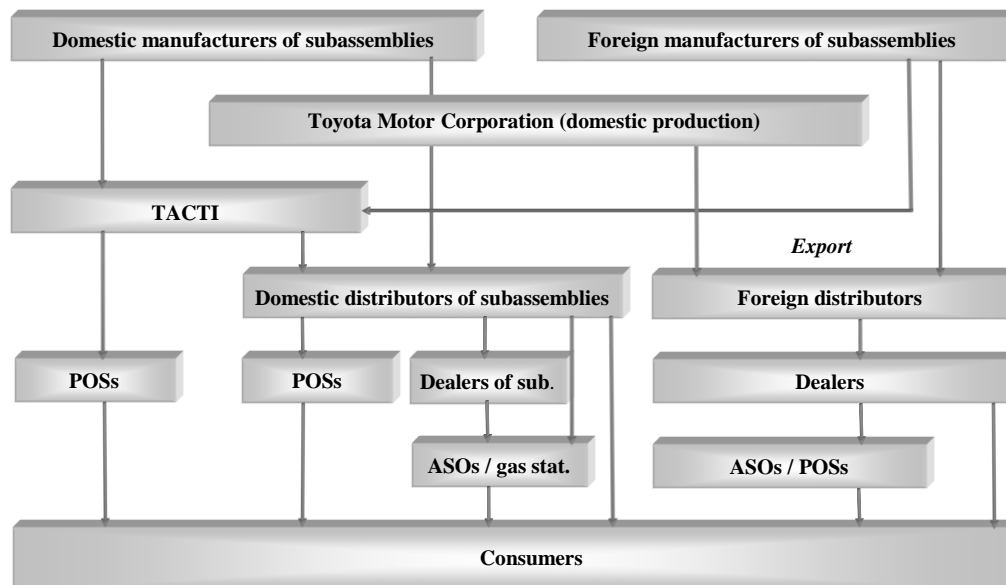 Domestic manufacturers of subassemblies
Foreign manufacturers of subassemblies
Toyota Motor Corporation (domestic production)
TACTI
Export
Domestic distributors of subassemblies
Foreign distributors
POSs
POSs
Dealers of sub.
Dealers
ASOs / gas stat.
ASOs / POSs
Consumers